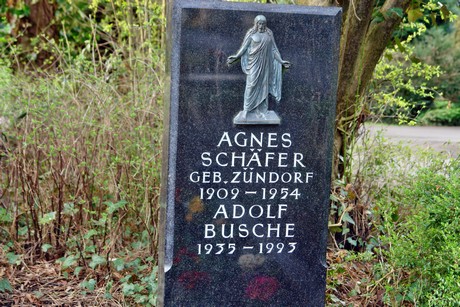 AGNES
SCHÄFER
GEB. ZÜNDORF
1909 – 1954
ADOLF
BUSCHE
1935 – 1993